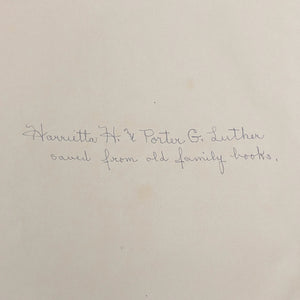 Harrietta H. & Porter G. Luther
saved from old family books.